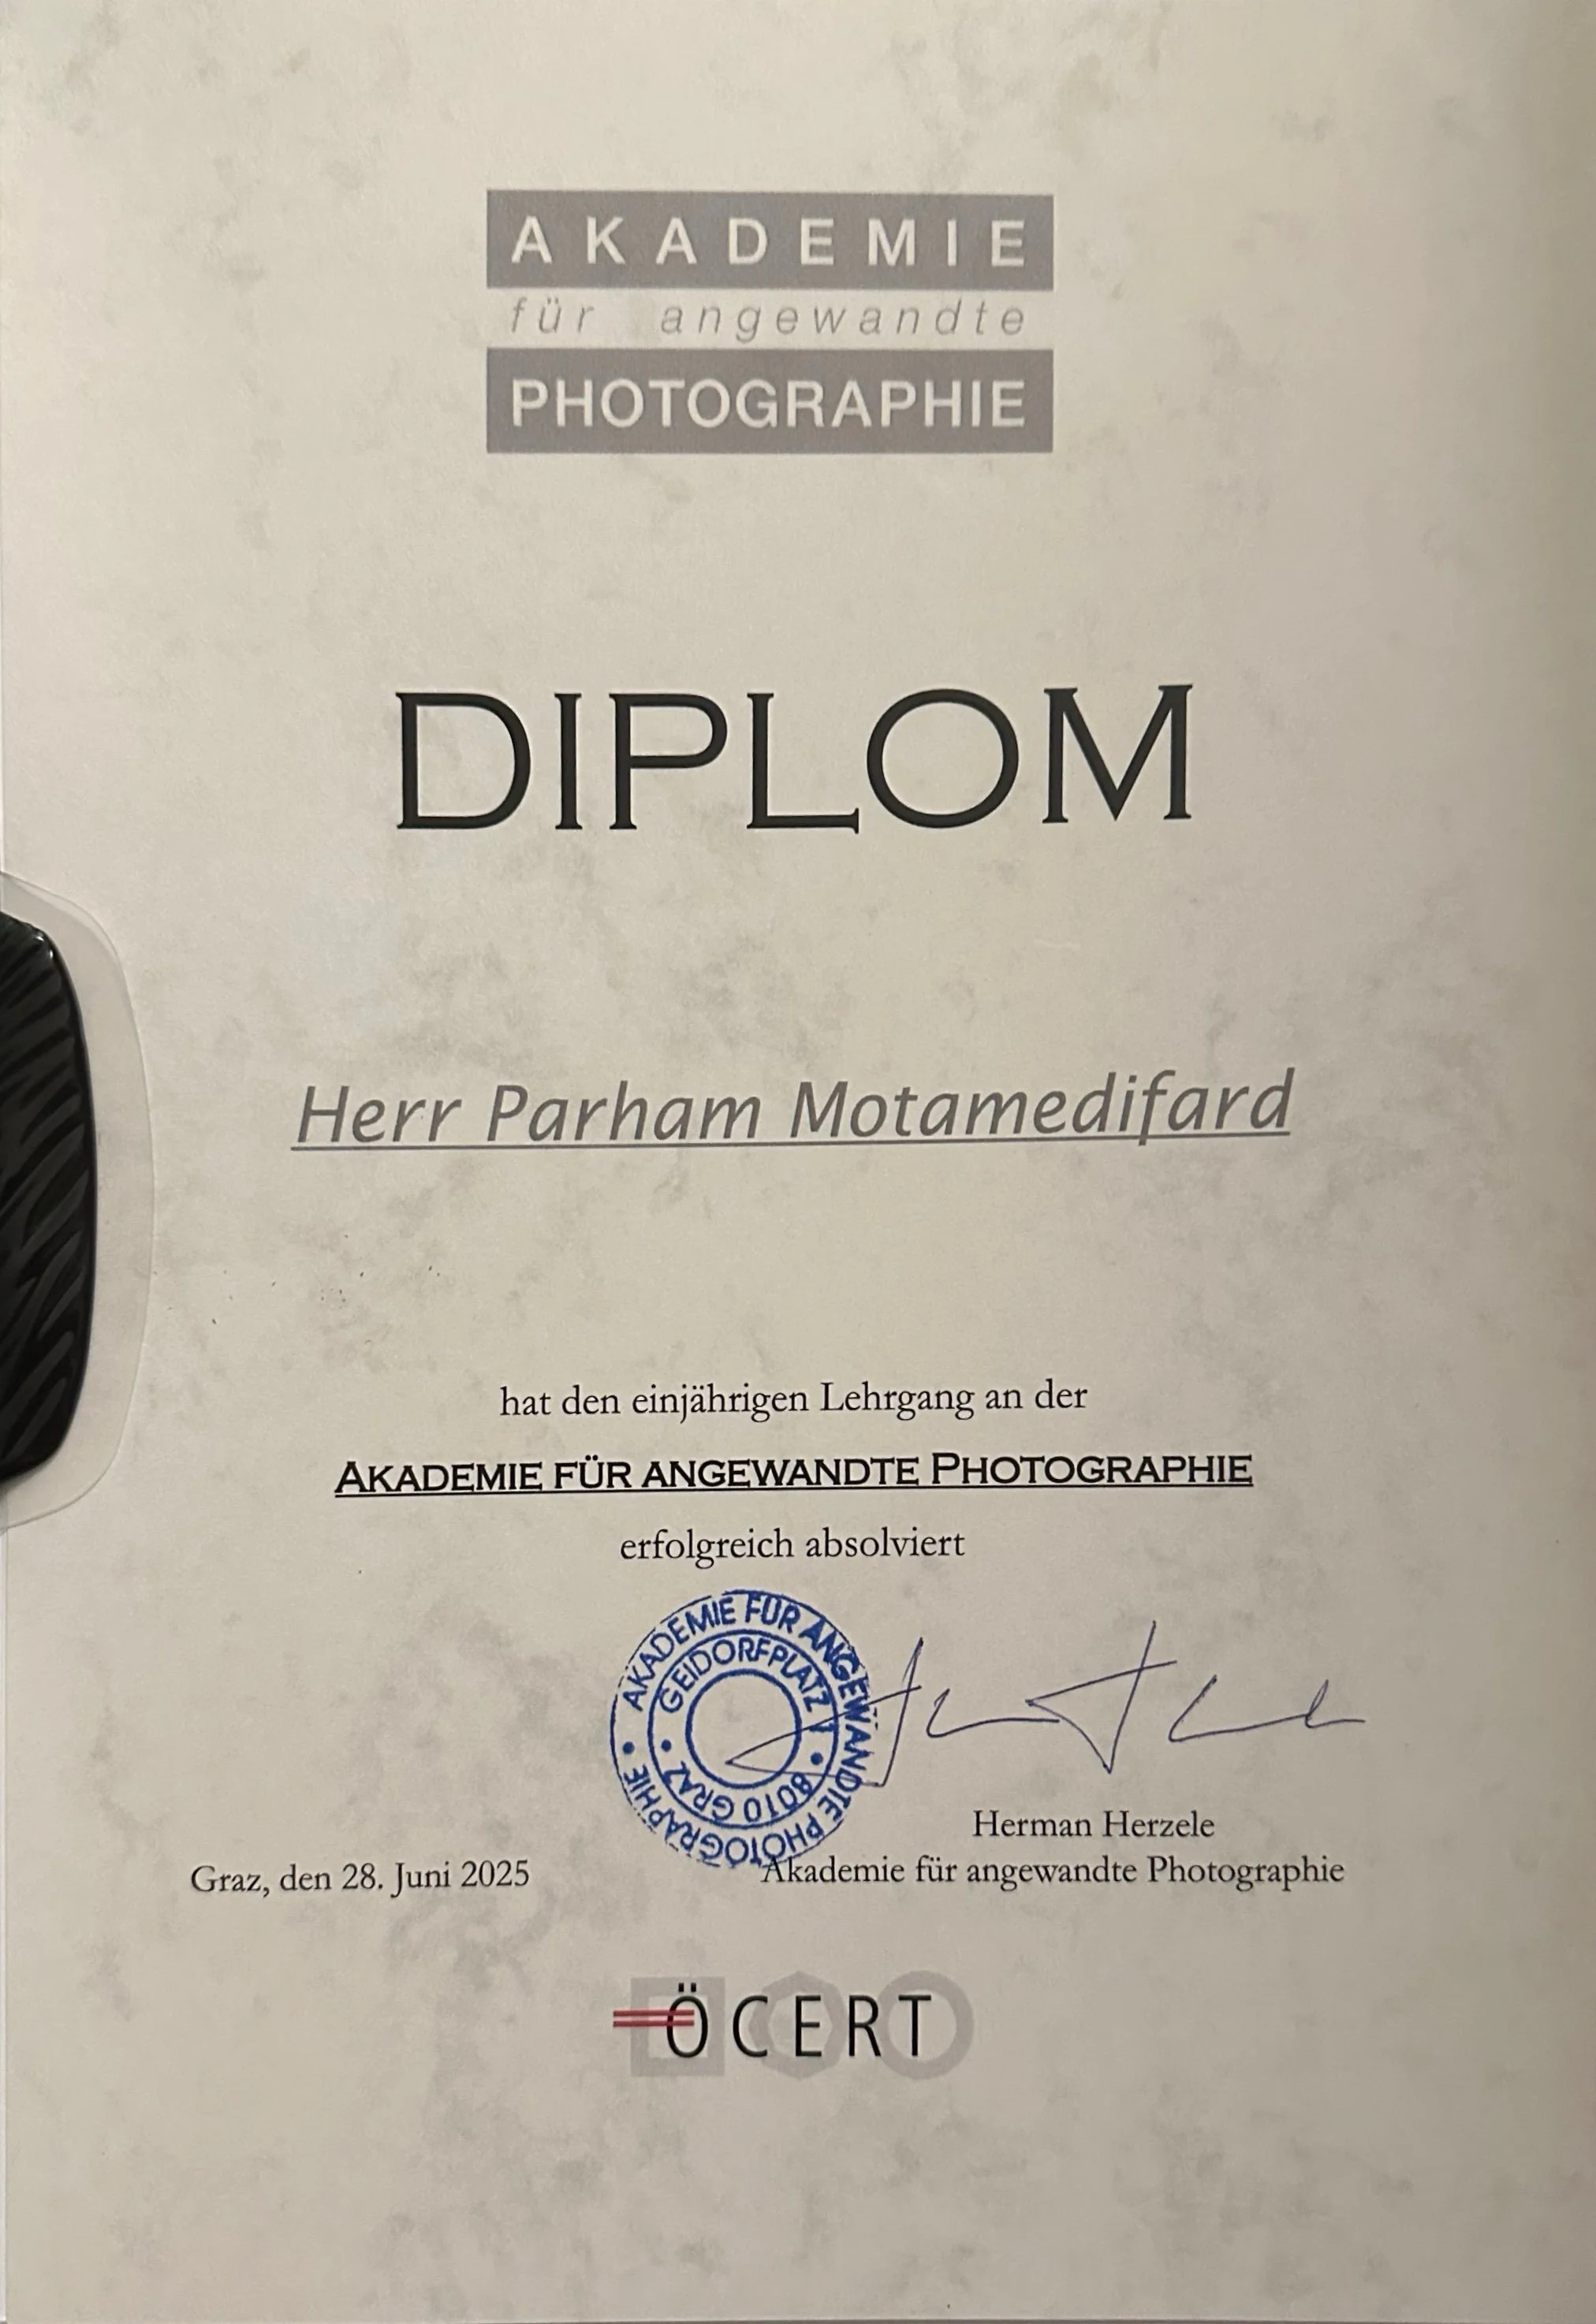 AKADEMIE
für angewandte
PHOTOGRAPHIE
DIPLOM
Herr Parham Motamedifard
hat den einjährigen Lehrgang an der
AKADEMIE FÜR ANGEWANDTE PHOTOGRAPHIE
erfolgreich absolviert
AKADEMIE FÜR ANGEWANDTE PHOTOGRAPHIE
GEIDORFPLATZ 1 • 8010 GRAZ •
Herman Herzele
Graz, den 28. Juni 2025
Akademie für angewandte Photographie
ÖCERT